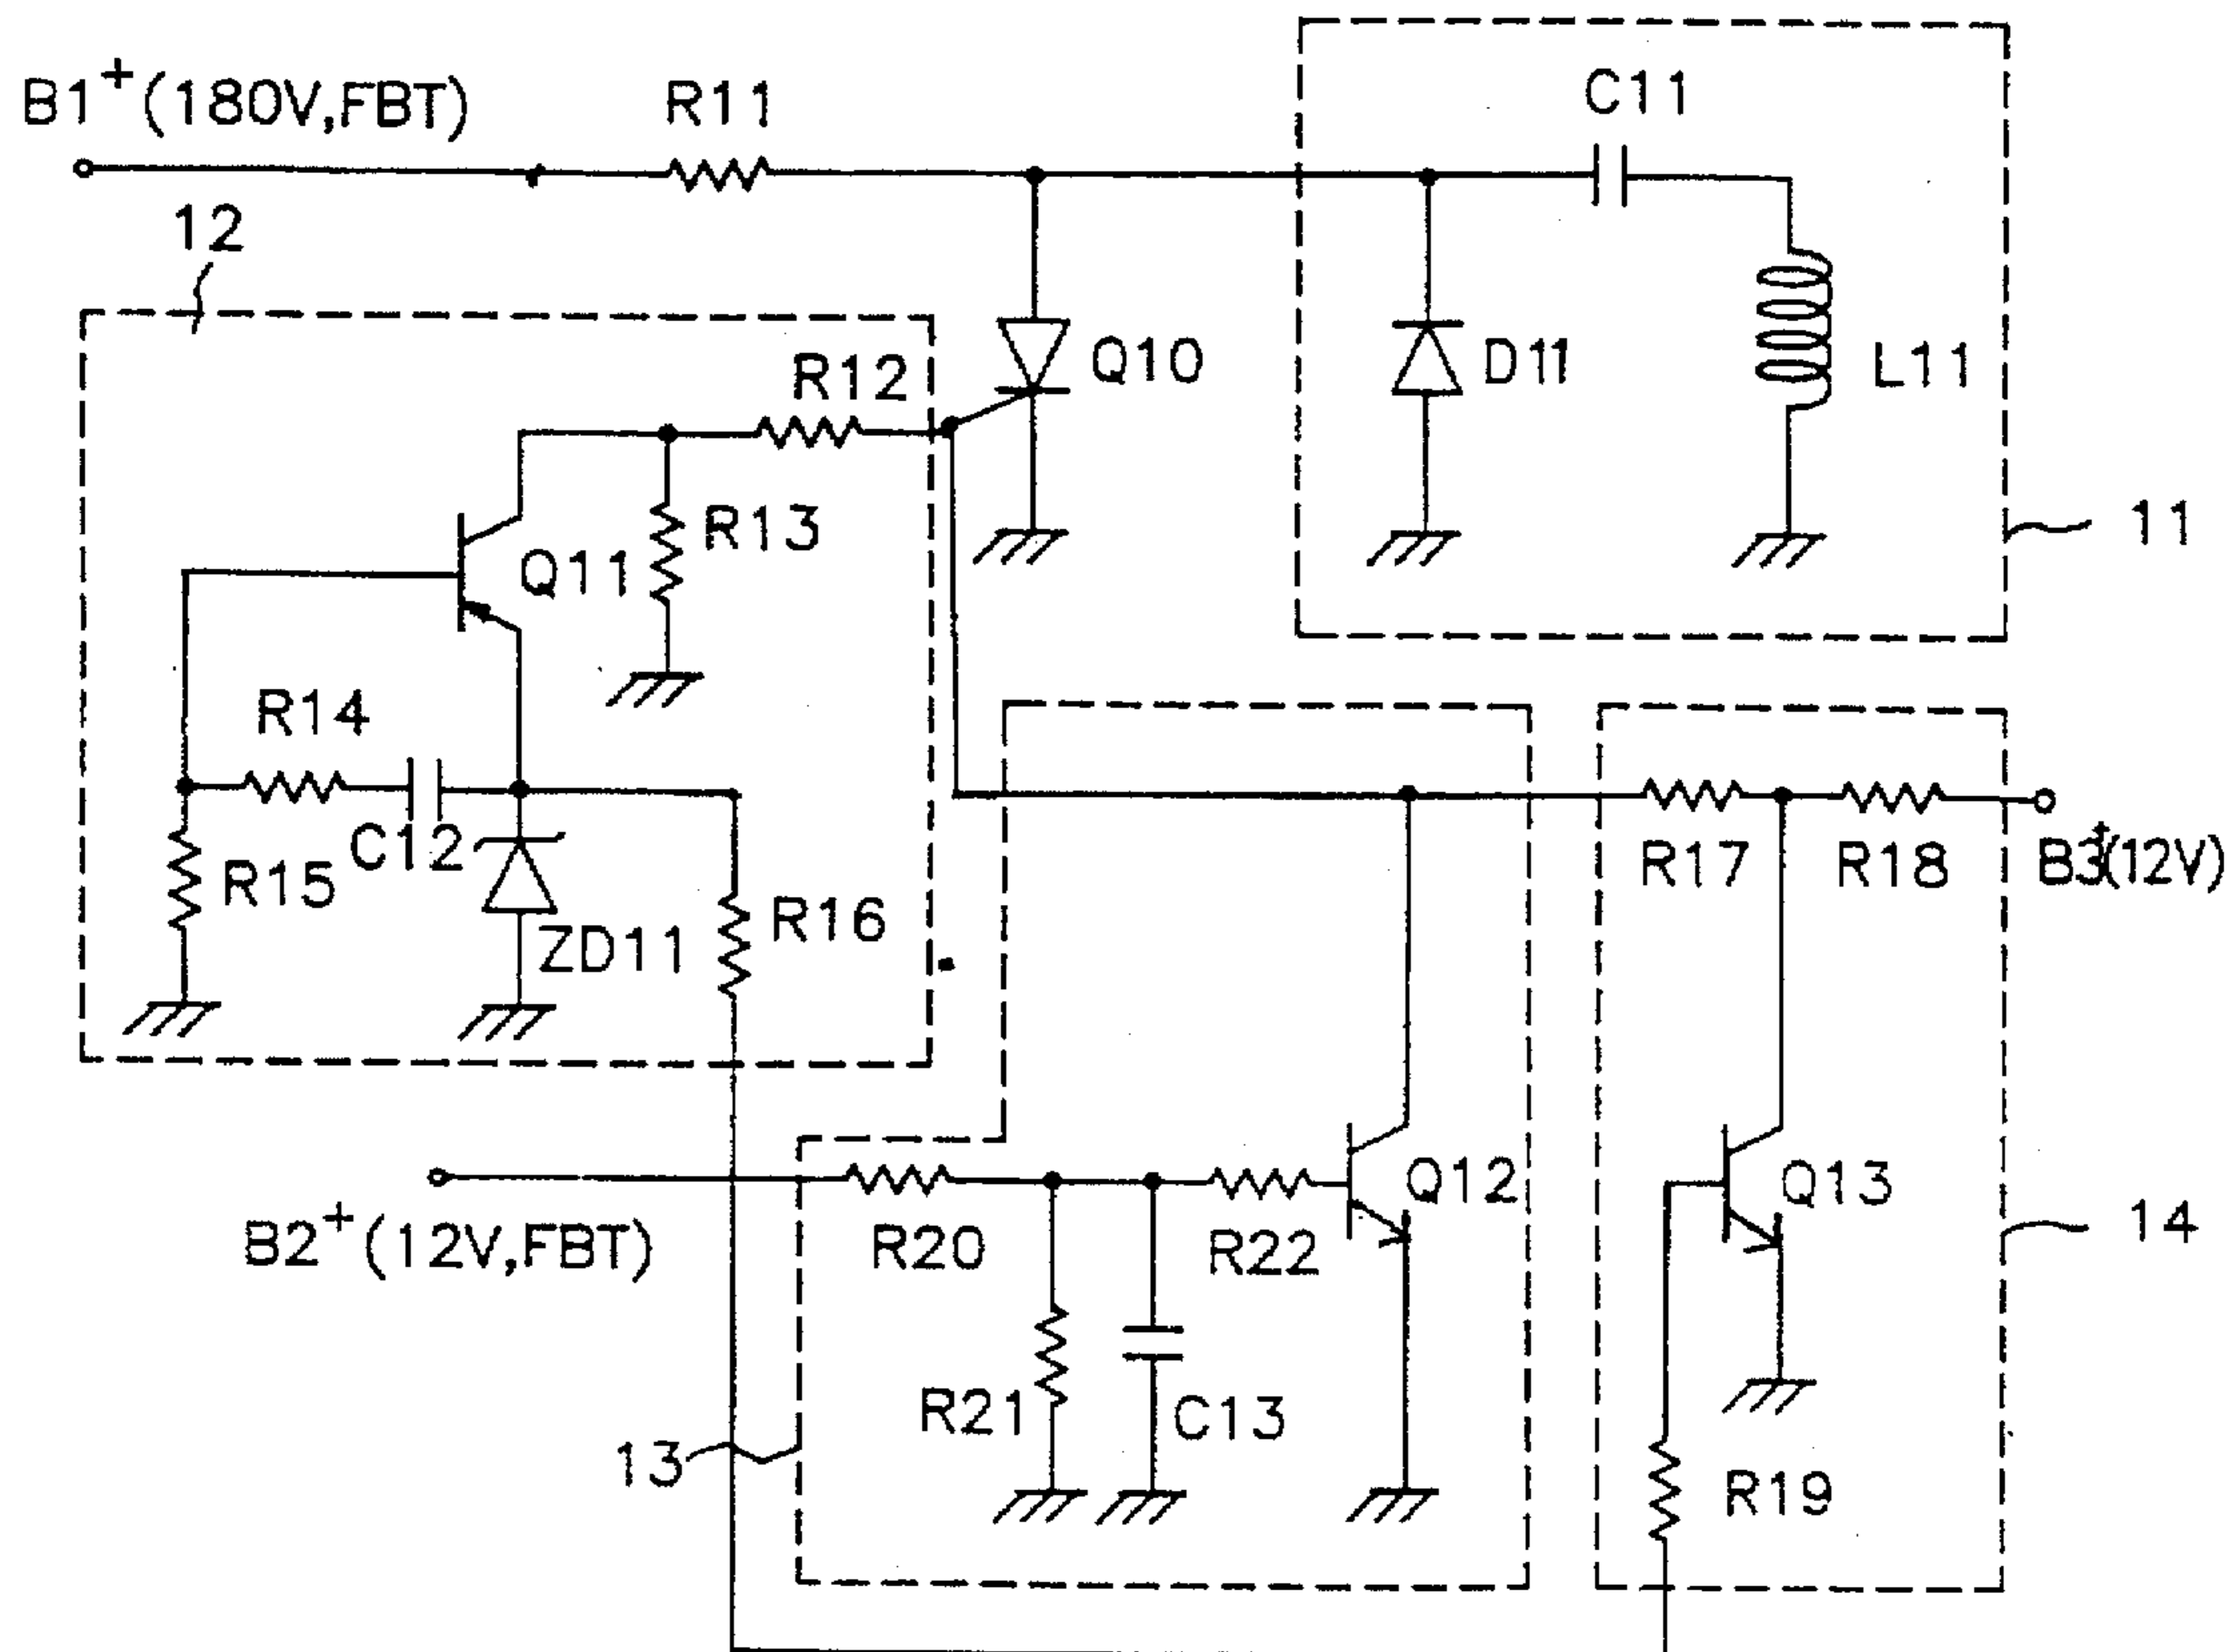 B1+(180V,FBT)
R11
C11
12
Q10
D11
L11
R12
R13
Q11
11
R14
C12
R15
ZD11
R16
R17
R18
B3+(12V)
Q12
Q13
14
B2+(12V,FBT)
R20
R22
R21
C13
13
R19